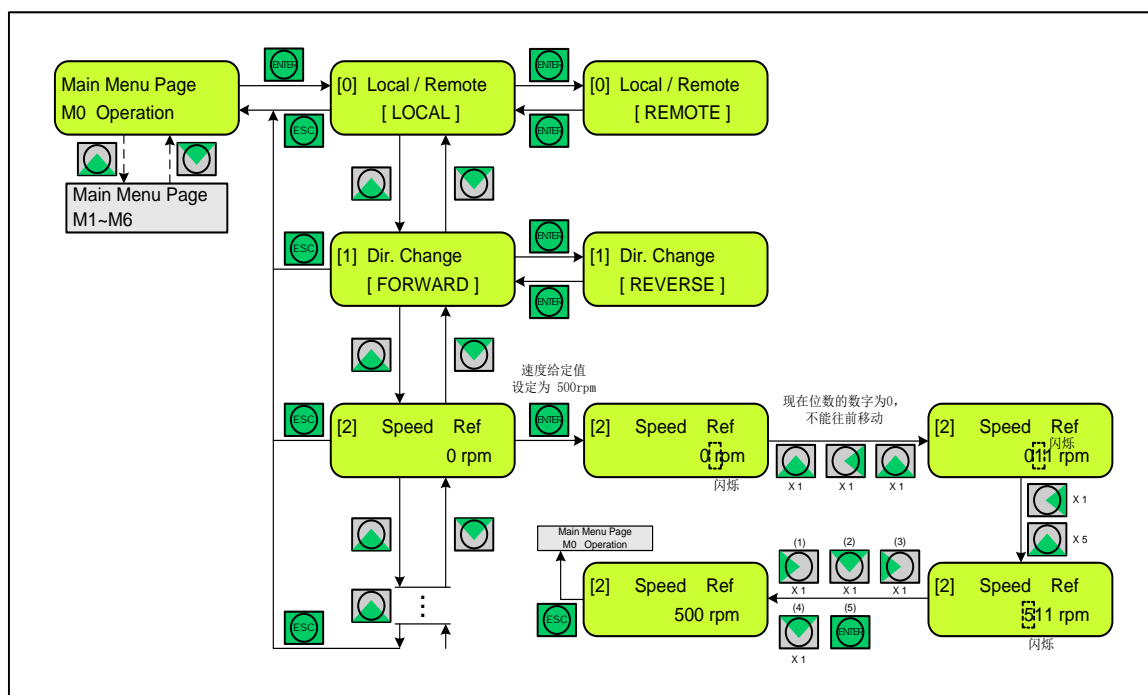 ENTER
ENTER
Main Menu Page
M0 Operation
[0] Local / Remote
[ LOCAL ]
[0] Local / Remote
[ REMOTE ]
ESC
ENTER
Main Menu Page
M1~M6
ESC
ENTER
[1] Dir. Change
[ FORWARD ]
[1] Dir. Change
[ REVERSE ]
ENTER
速度给定值
设定为 500rpm
现在位数的数字为0，
不能往前移动
ESC
ENTER
[2] Speed Ref
0 rpm
[2] Speed Ref
0 rpm
闪烁
X 1
X 1
X 1
[2] Speed Ref
闪烁
011 rpm
X 1
X 5
Main Menu Page
M0 Operation
(1)
(2)
(3)
X 1
X 1
X 1
[2] Speed Ref
500 rpm
[2] Speed Ref
511 rpm
闪烁
ESC
(4)
(5)
ENTER
X 1
ESC
⋮